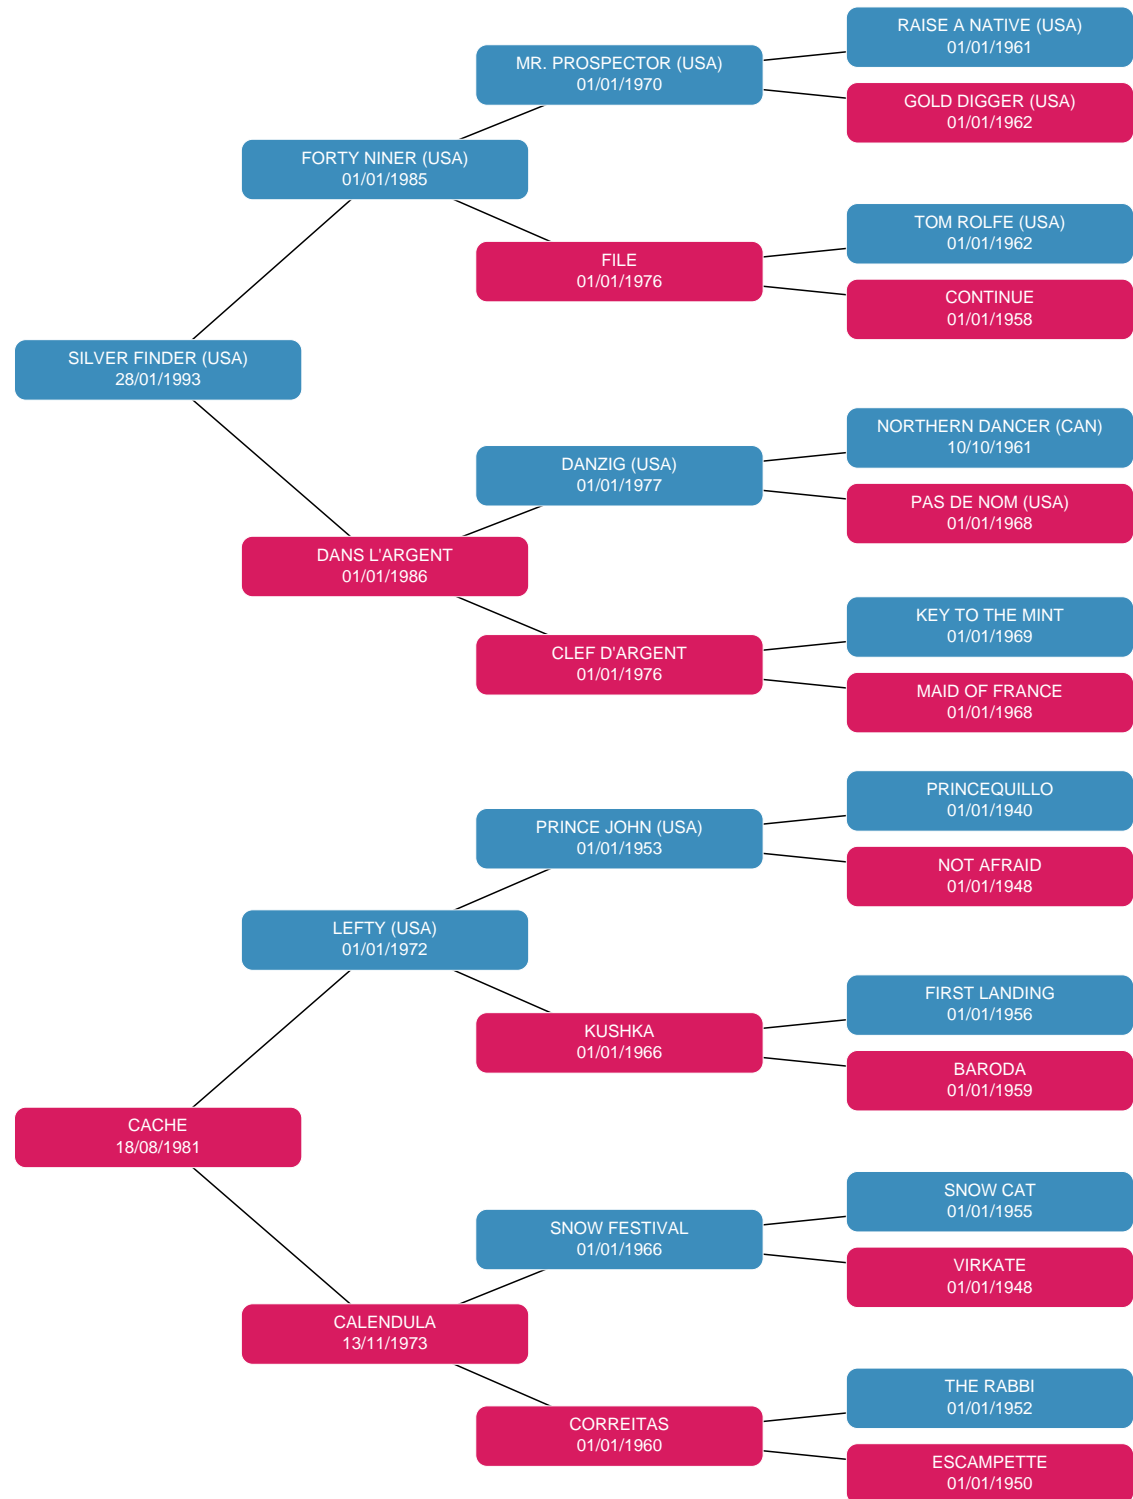 RAISE A NATIVE (USA)
01/01/1961
MR. PROSPECTOR (USA)
01/01/1970
GOLD DIGGER (USA)
01/01/1962
FORTY NINER (USA)
01/01/1985
TOM ROLFE (USA)
01/01/1962
FILE
01/01/1976
CONTINUE
01/01/1958
SILVER FINDER (USA)
28/01/1993
NORTHERN DANCER (CAN)
10/10/1961
DANZIG (USA)
01/01/1977
PAS DE NOM (USA)
01/01/1968
DANS L'ARGENT
01/01/1986
KEY TO THE MINT
01/01/1969
CLEF D'ARGENT
01/01/1976
MAID OF FRANCE
01/01/1968
PRINCEQUILLO
01/01/1940
PRINCE JOHN (USA)
01/01/1953
NOT AFRAID
01/01/1948
LEFTY (USA)
01/01/1972
FIRST LANDING
01/01/1956
KUSHKA
01/01/1966
BARODA
01/01/1959
CACHE
18/08/1981
SNOW CAT
01/01/1955
SNOW FESTIVAL
01/01/1966
VIRKATE
01/01/1948
CALENDULA
13/11/1973
THE RABBI
01/01/1952
CORREITAS
01/01/1960
ESCAMPETTE
01/01/1950